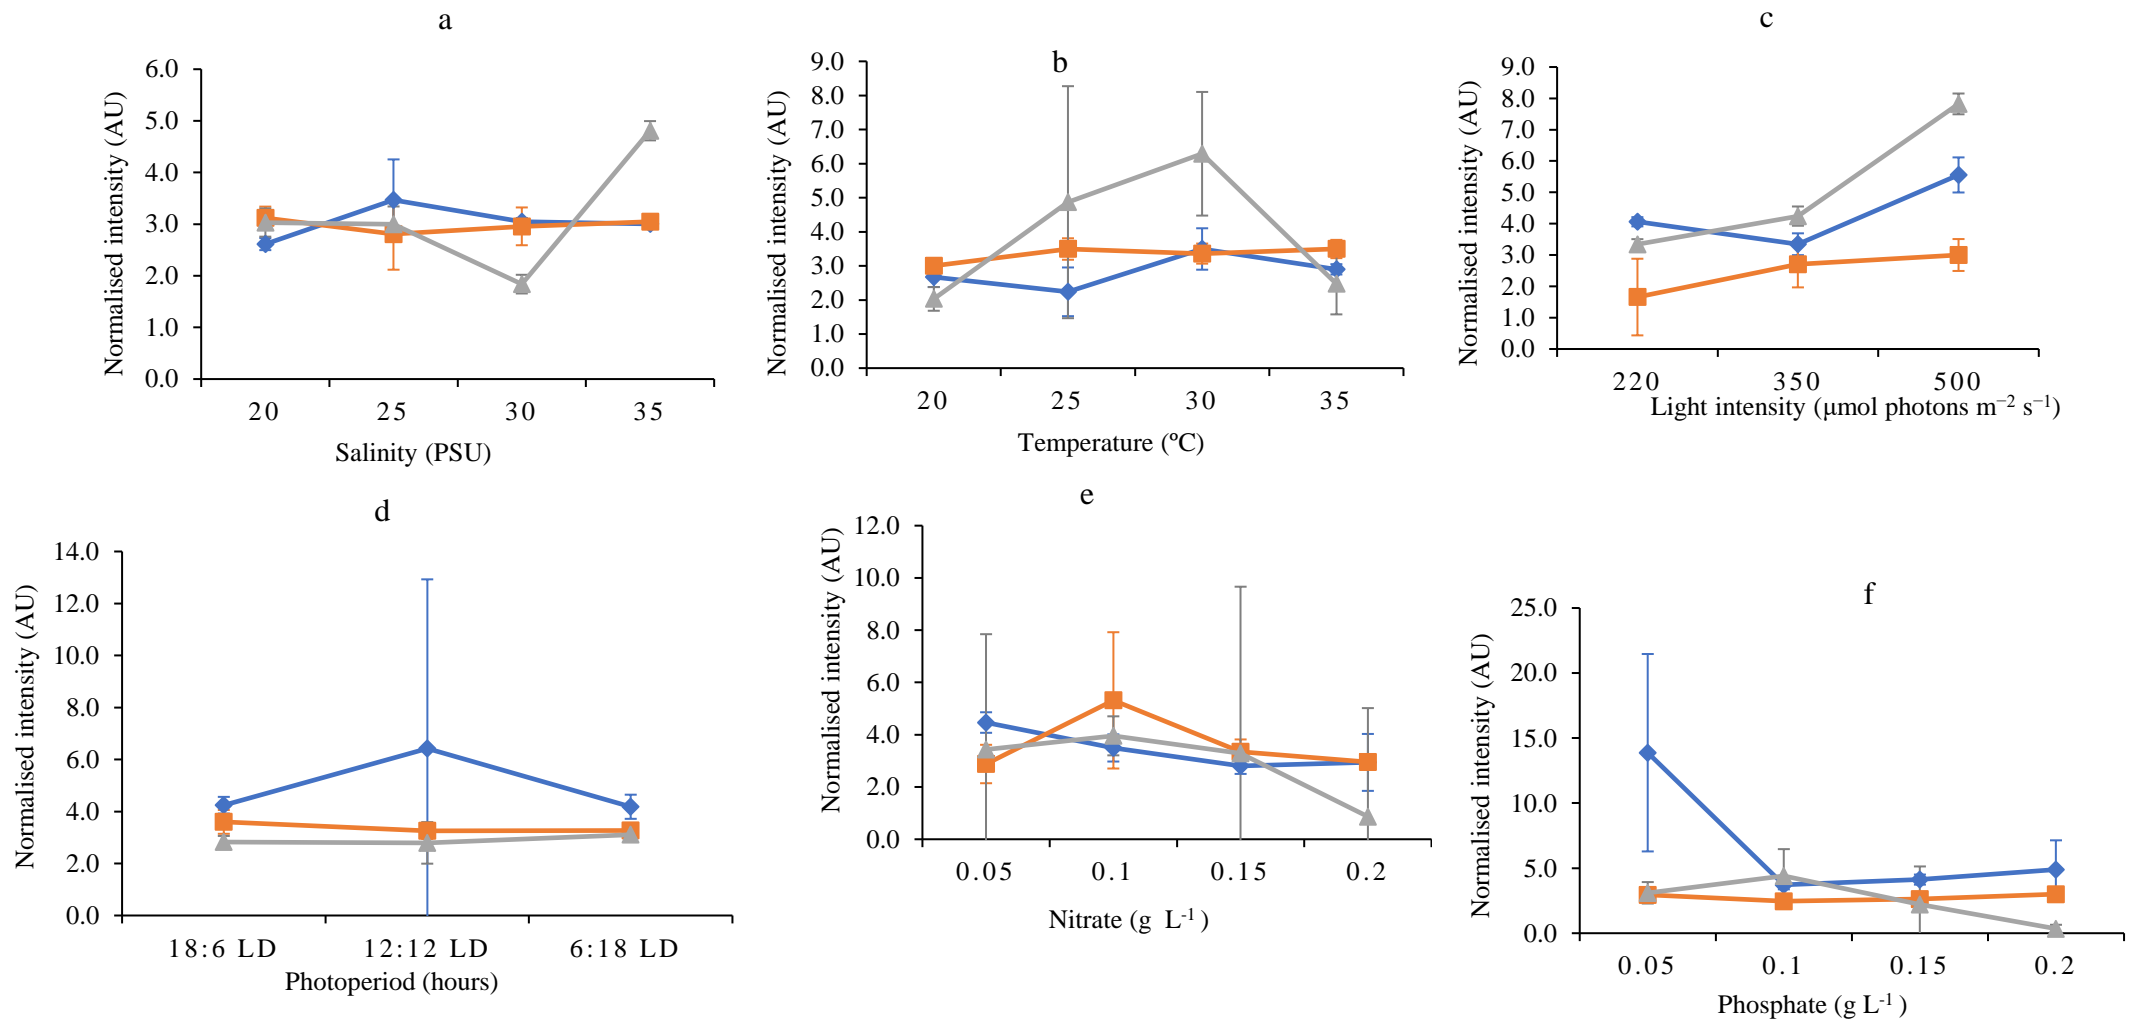 a
Normalised intensity (AU)
6.0
5.0
4.0
3.0
2.0
1.0
0.0
20 25 30 35
Salinity (PSU)
b
Normalised intensity (AU)
9.0
8.0
7.0
6.0
5.0
4.0
3.0
2.0
1.0
0.0
20 25 30 35
Temperature (ºC)
c
Normalised intensity (AU)
9.0
8.0
7.0
6.0
5.0
4.0
3.0
2.0
1.0
0.0
220 350 500
Light intensity (μmol photons m⁻² s⁻¹)
d
Normalised intensity (AU)
14.0
12.0
10.0
8.0
6.0
4.0
2.0
0.0
18:6 LD 12:12 LD 6:18 LD
Photoperiod (hours)
e
Normalised intensity (AU)
12.0
10.0
8.0
6.0
4.0
2.0
0.0
0.05 0.1 0.15 0.2
Nitrate (g L⁻¹ )
f
Normalised intensity (AU)
25.0
20.0
15.0
10.0
5.0
0.0
0.05 0.1 0.15 0.2
Phosphate (g L⁻¹ )